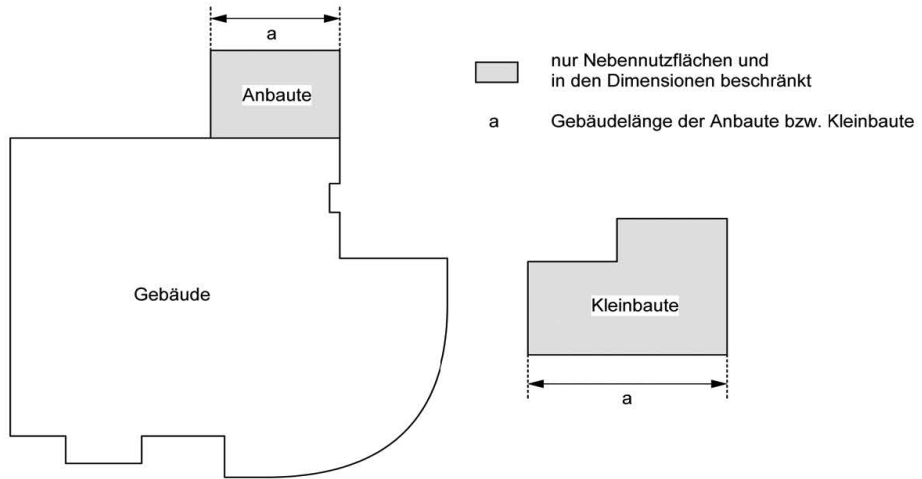 a
Anbaute
nur Nebennutzflächen und
in den Dimensionen beschränkt
a Gebäudelänge der Anbaute bzw. Kleinbaute
Gebäude
Kleinbaute
a